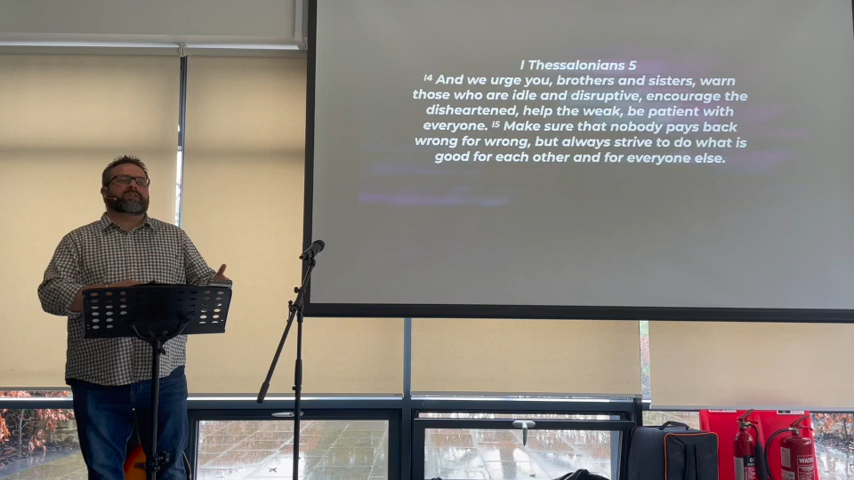 I Thessalonians 5
14 And we urge you, brothers and sisters, warn
those who are idle and disruptive, encourage the
disheartened, help the weak, be patient with
everyone. 15 Make sure that nobody pays back
wrong for wrong, but always strive to do what is
good for each other and for everyone else.
WATER